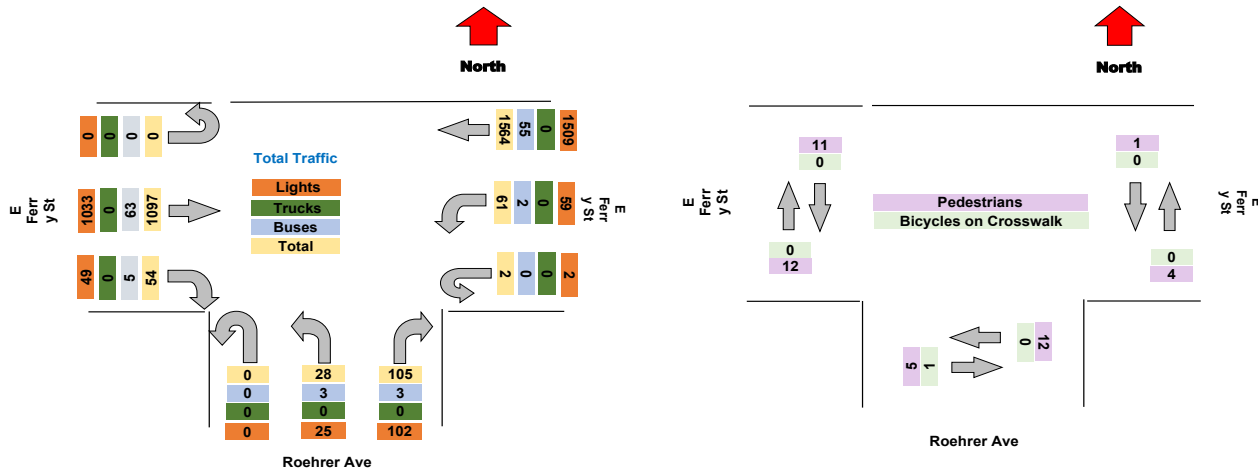 North
0
0
0
0
1564
55
0
1509
Total Traffic
Lights
Trucks
Buses
Total
E
Ferr
y St
1033
0
63
1097
61
2
0
59
E
Ferr
y St
49
0
5
54
2
0
0
2
0
28
105
0
3
3
0
0
0
0
25
102
Roehrer Ave
North
11
0
1
0
E
Ferr
y St
Pedestrians
Bicycles on Crosswalk
E
Ferr
y St
0
12
0
4
5
1
0
12
Roehrer Ave